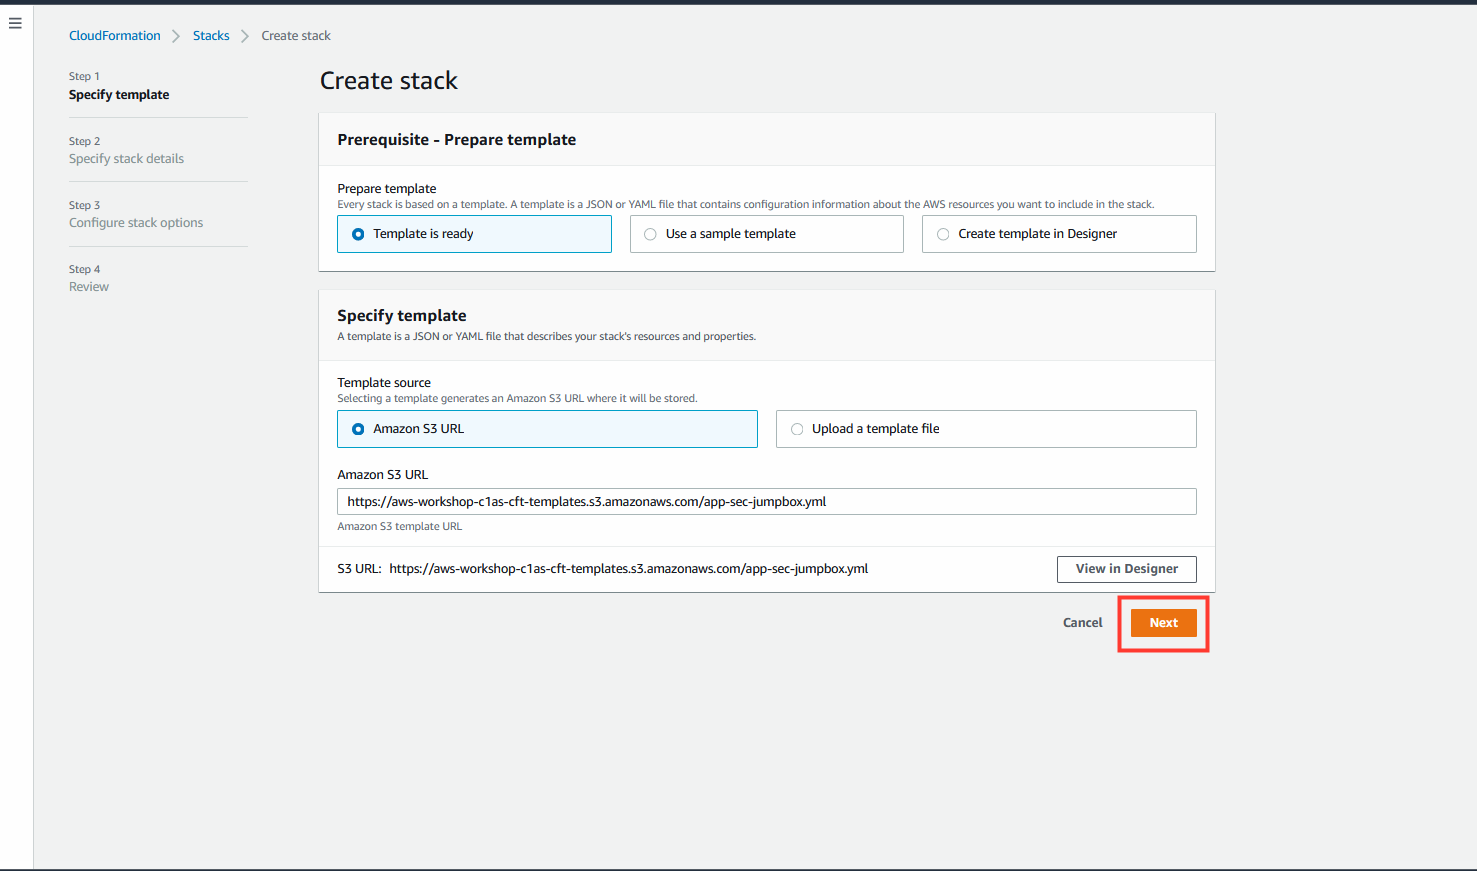 CloudFormation Stacks Create stack
Step 1
Specify template
Step 2
Specify stack details
Step 3
Configure stack options
Step 4
Review
Create stack
Prerequisite - Prepare template
Prepare template
Every stack is based on a template. A template is a JSON or YAML file that contains configuration information about the AWS resources you want to include in the stack.
Template is ready
Use a sample template
Create template in Designer
Specify template
A template is a JSON or YAML file that describes your stack's resources and properties.
Template source
Selecting a template generates an Amazon S3 URL where it will be stored.
Amazon S3 URL
Upload a template file
Amazon S3 URL
https://aws-workshop-c1as-cft-templates.s3.amazonaws.com/app-sec-jumpbox.yml
Amazon S3 template URL
S3 URL: https://aws-workshop-c1as-cft-templates.s3.amazonaws.com/app-sec-jumpbox.yml
View in Designer
Cancel
Next